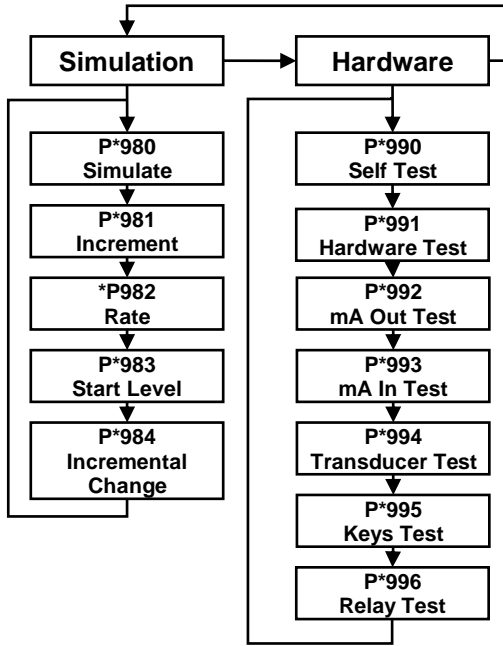 Simulation
Hardware
P*980
Simulate
P*981
Increment
*P982
Rate
P*983
Start Level
P*984
Incremental
Change
P*990
Self Test
P*991
Hardware Test
P*992
mA Out Test
P*993
mA In Test
P*994
Transducer Test
P*995
Keys Test
P*996
Relay Test